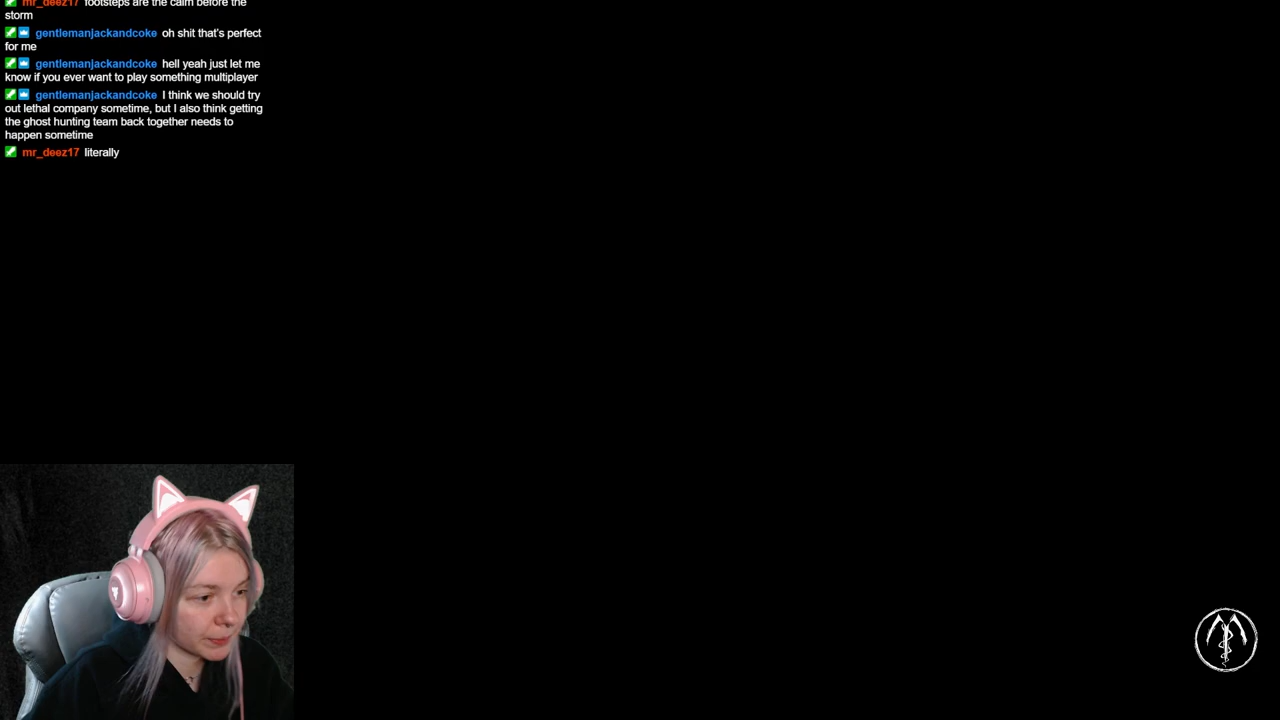 mr_deez17 footsteps are the calm before the
storm
gentlemanjackandcoke oh shit that's perfect
for me
gentlemanjackandcoke hell yeah just let me
know if you ever want to play something multiplayer
gentlemanjackandcoke I think we should try
out lethal company sometime, but I also think getting
the ghost hunting team back together needs to
happen sometime
mr_deez17 literally